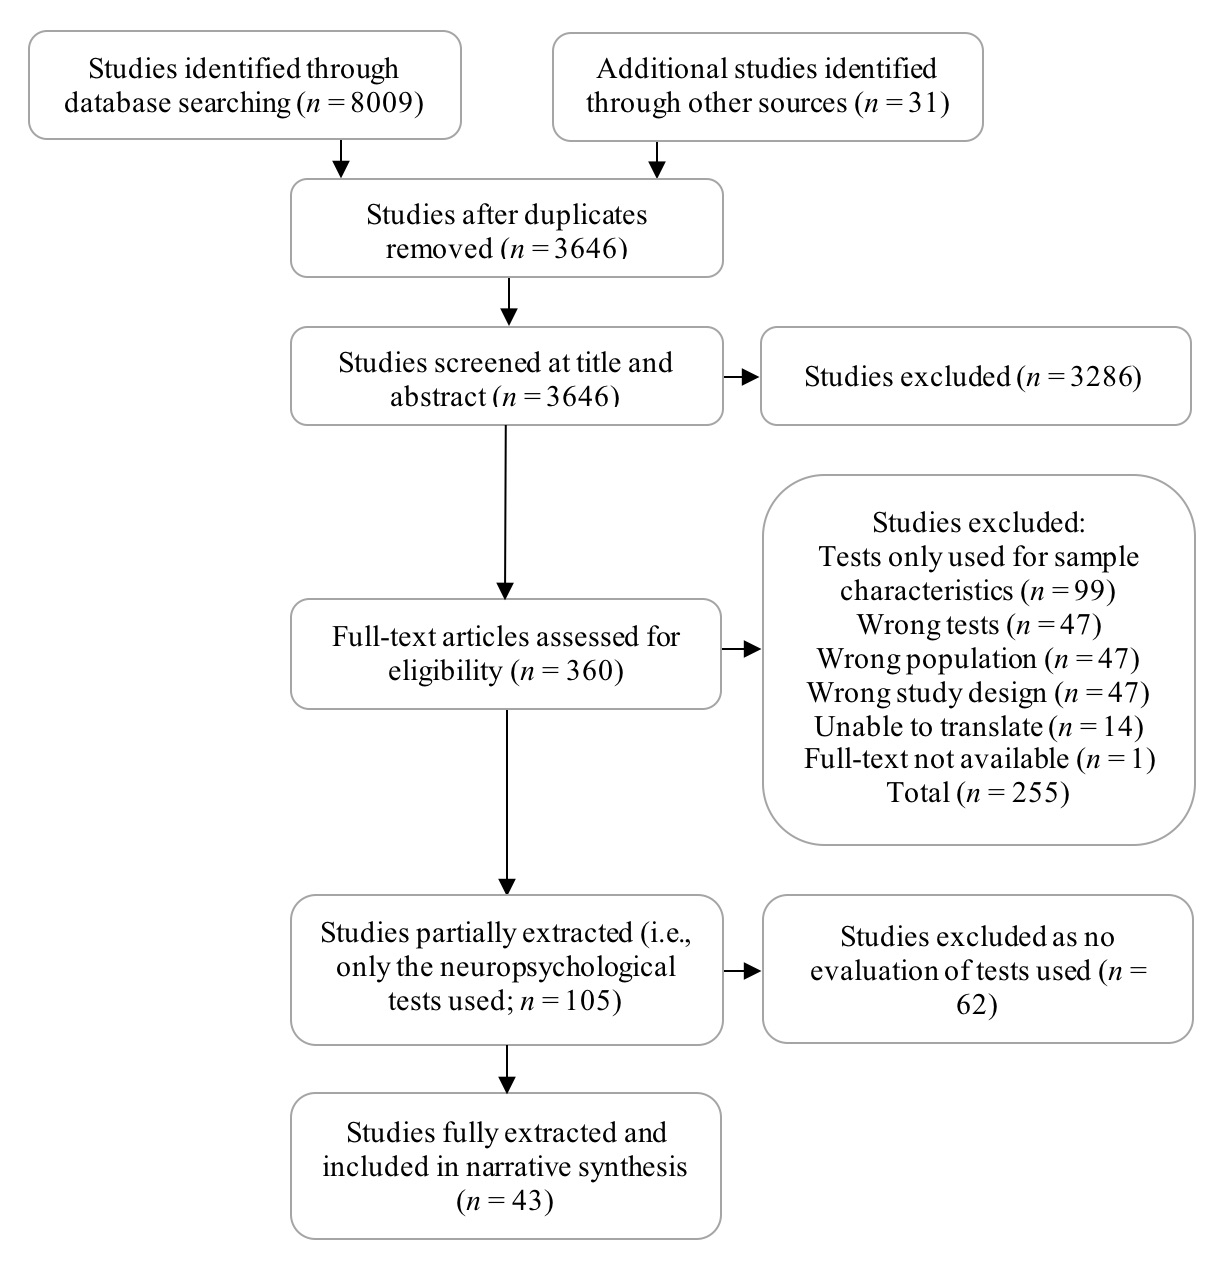 Studies identified through
database searching (n = 8009)
Additional studies identified
through other sources (n = 31)
Studies after duplicates
removed (n = 3646)
Studies screened at title and
abstract (n = 3646)
Studies excluded (n = 3286)
Studies excluded:
Tests only used for sample
characteristics (n = 99)
Wrong tests (n = 47)
Wrong population (n = 47)
Wrong study design (n = 47)
Unable to translate (n = 14)
Full-text not available (n = 1)
Total (n = 255)
Full-text articles assessed for
eligibility (n = 360)
Studies partially extracted (i.e.,
only the neuropsychological
tests used; n = 105)
Studies excluded as no
evaluation of tests used (n =
62)
Studies fully extracted and
included in narrative synthesis
(n = 43)